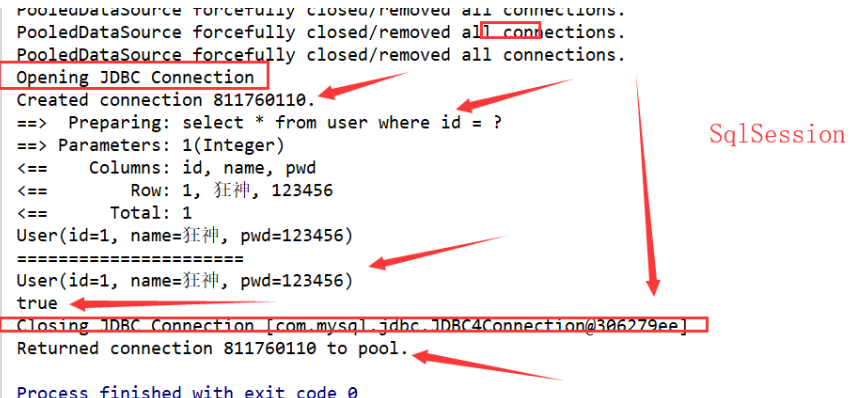 PooledDataSource forcefully closed/removed all connections.
PooledDataSource forcefully closed/removed all connections.
PooledDataSource forcefully closed/removed all connections.
Opening JDBC Connection
Created connection 811760110.
==>  Preparing: select * from user where id = ?
==> Parameters: 1(Integer)
<==    Columns: id, name, pwd
<==        Row: 1, 狂神, 123456
<==      Total: 1
User(id=1, name=狂神, pwd=123456)
======================
User(id=1, name=狂神, pwd=123456)
true
Closing JDBC Connection [com.mysql.jdbc.JDBC4Connection@306279ee]
Returned connection 811760110 to pool.
Process finished with exit code 0
SqlSession